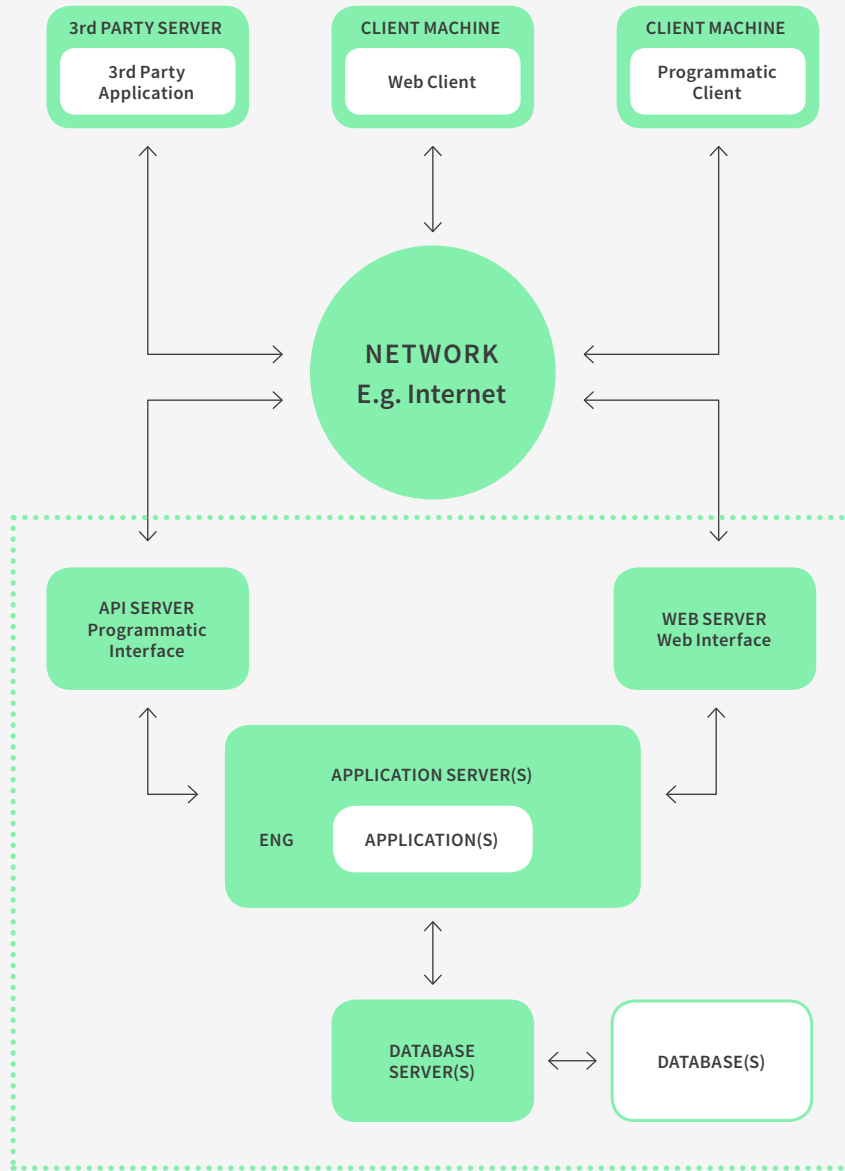 3rd PARTY SERVER
3rd Party
Application
CLIENT MACHINE
Web Client
CLIENT MACHINE
Programmatic
Client
NETWORK
E.g. Internet
API SERVER
Programmatic
Interface
WEB SERVER
Web Interface
APPLICATION SERVER(S)
ENG
APPLICATION(S)
DATABASE
SERVER(S)
DATABASE(S)